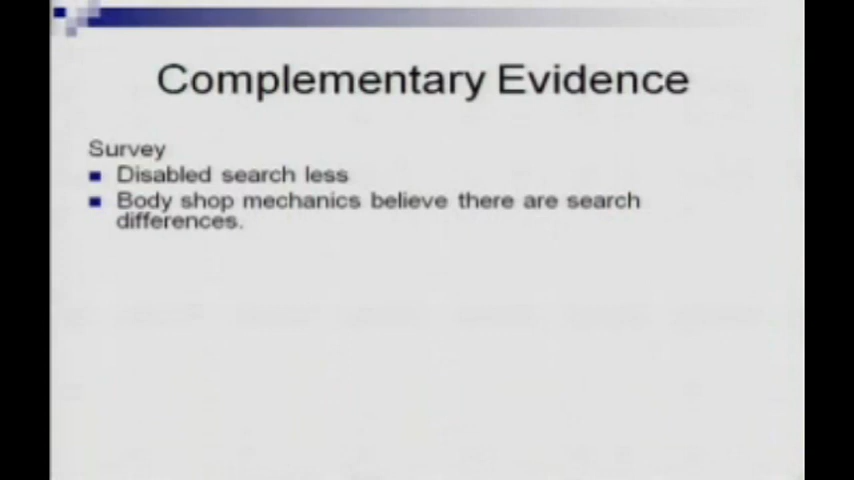 Complementary Evidence
Survey
Disabled search less
Body shop mechanics believe there are search
differences.